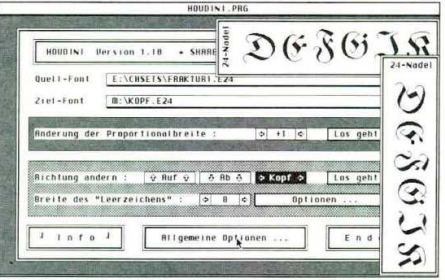 HOUDINI.PRG
HOUDINI Version 1.10 * SHARE
24-Nadel
D E F G I K
24-Nadel
D E F G I K
Quell-Font E:\CHSETS\FRAKTUR1.E24
Ziel-Font M:\KOPF.E24
Änderung der Proportionalbreite : +1 Los geht
Richtung ändern : Auf Ab Kopf Los geht
Breite des "Leerzeichens" : 0 Optionen ...
Info Allgemeine Optionen ... End